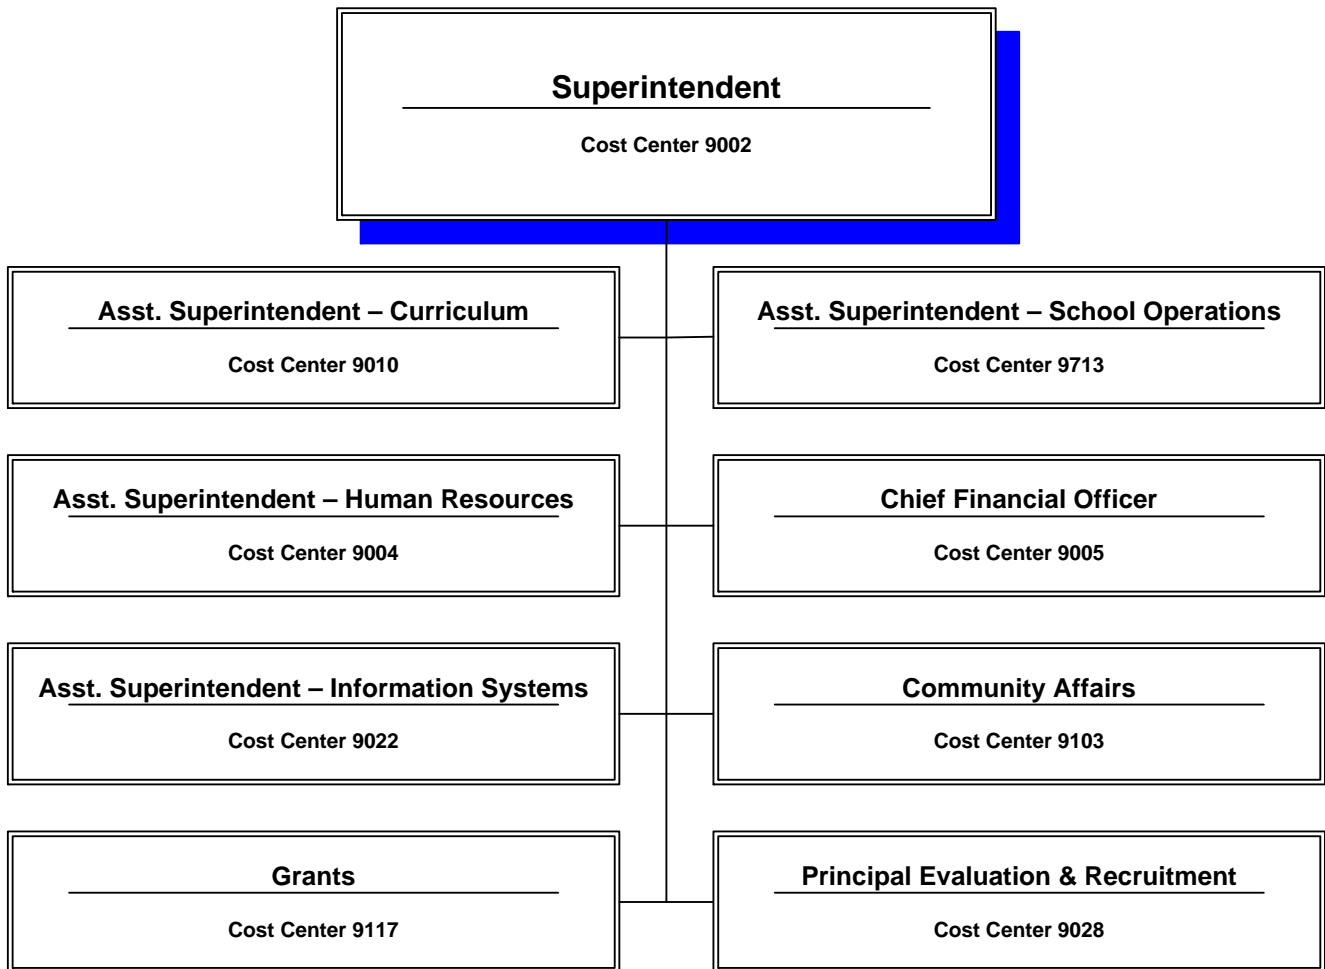 Superintendent
Cost Center 9002
Asst. Superintendent – Curriculum
Cost Center 9010
Asst. Superintendent – School Operations
Cost Center 9713
Asst. Superintendent – Human Resources
Cost Center 9004
Chief Financial Officer
Cost Center 9005
Asst. Superintendent – Information Systems
Cost Center 9022
Community Affairs
Cost Center 9103
Grants
Cost Center 9117
Principal Evaluation & Recruitment
Cost Center 9028